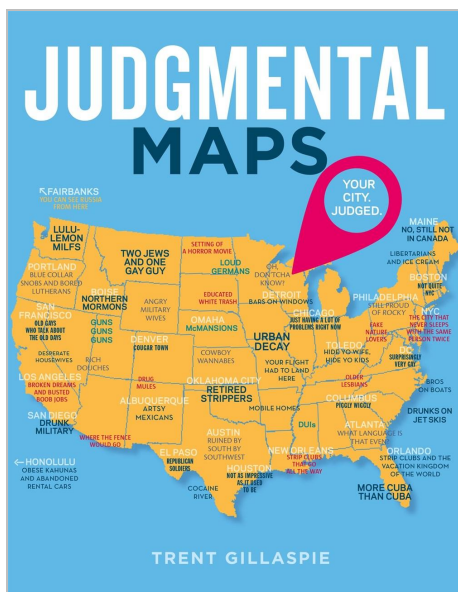 JUDGMENTAL
MAPS
YOUR
CITY.
JUDGED.
↖FAIRBANKS
YOU CAN SEE RUSSIA
FROM HERE
MAINE
NO, STILL NOT
IN CANADA
LULU-
LEMON
MILFS
TWO JEWS
AND ONE
GAY GUY
SETTING OF
A HORROR MOVIE
LOUD
GERMANS
OH,
DON'TCHA
KNOW?
LIBERTARIANS
AND ICE CREAM
PORTLAND
BLUE COLLAR
SNOBS AND BORED
LUTHERANS
BOISE
NORTHERN
MORMONS
ANGRY
MILITARY
WIVES
EDUCATED
WHITE TRASH
DETROIT
BARS ON WINDOWS
BOSTON
NOT QUITE
NYC
PHILADELPHIA
STILL PROUD
OF ROCKY
NYC
THE CITY THAT
NEVER SLEEPS
WITH THE SAME
PERSON TWICE
SAN
FRANCISCO
OLD GAYS
WHO TALK ABOUT
THE OLD DAYS
GUNS
GUNS
GUNS
OMAHA
McMANSIONS
CHICAGO
JUST HAVING A LOT OF
PROBLEMS RIGHT NOW
FAKE
NATURE
LOVERS
DENVER
COUGAR TOWN
URBAN
DECAY
TOLEDO
HIDE YO WIFE,
HIDE YO KIDS
SURPRISINGLY
VERY GAY
DESPERATE
HOUSEWIVES
RICH
DOUCHES
COWBOY
WANNABES
YOUR FLIGHT
HAD TO LAND
HERE
LOS ANGELES
BROKEN DREAMS
AND BUSTED
BOOB JOBS
DRUG
MULES
OKLAHOMA CITY
RETIRED
STRIPPERS
OLDER
LESBIANS
BROS
ON BOATS
ALBUQUERQUE
ARTSY
MEXICANS
MOBILE HOMES
COLUMBUS
PIGGLY WIGGLY
DRUNKS ON
JET SKIS
SAN DIEGO
DRUNK
MILITARY
WHERE THE FENCE
WOULD GO
AUSTIN
RUINED BY
SOUTH BY
SOUTHWEST
DUIs
ATLANTA
WHAT LANGUAGE IS
THAT EVEN?
EL PASO
REPUBLICAN
SOLDIERS
NEW ORLEANS
STRIP CLUBS
THAT GO
ALL THE WAY
ORLANDO
STRIP CLUBS AND THE
VACATION KINGDOM
OF THE WORLD
←HONOLULU
OBESE KAHUNAS
AND ABANDONED
RENTAL CARS
HOUSTON
NOT AS IMPRESSIVE
AS IT USED
TO BE
COCAINE
RIVER
MORE CUBA
THAN CUBA
TRENT GILLASPIE